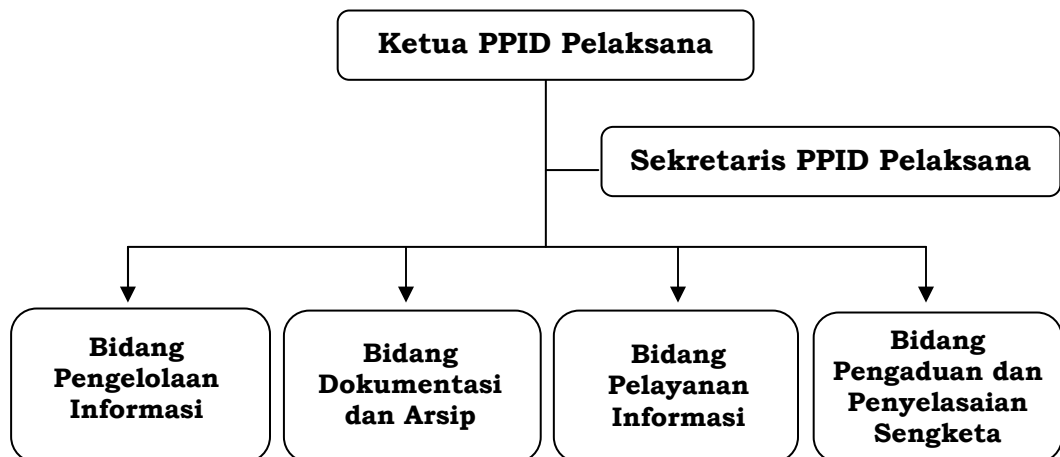 Ketua PPID Pelaksana
Sekretaris PPID Pelaksana
Bidang
Pengelolaan
Informasi
Bidang
Dokumentasi
dan Arsip
Bidang
Pelayanan
Informasi
Bidang
Pengaduan dan
Penyelasaian
Sengketa